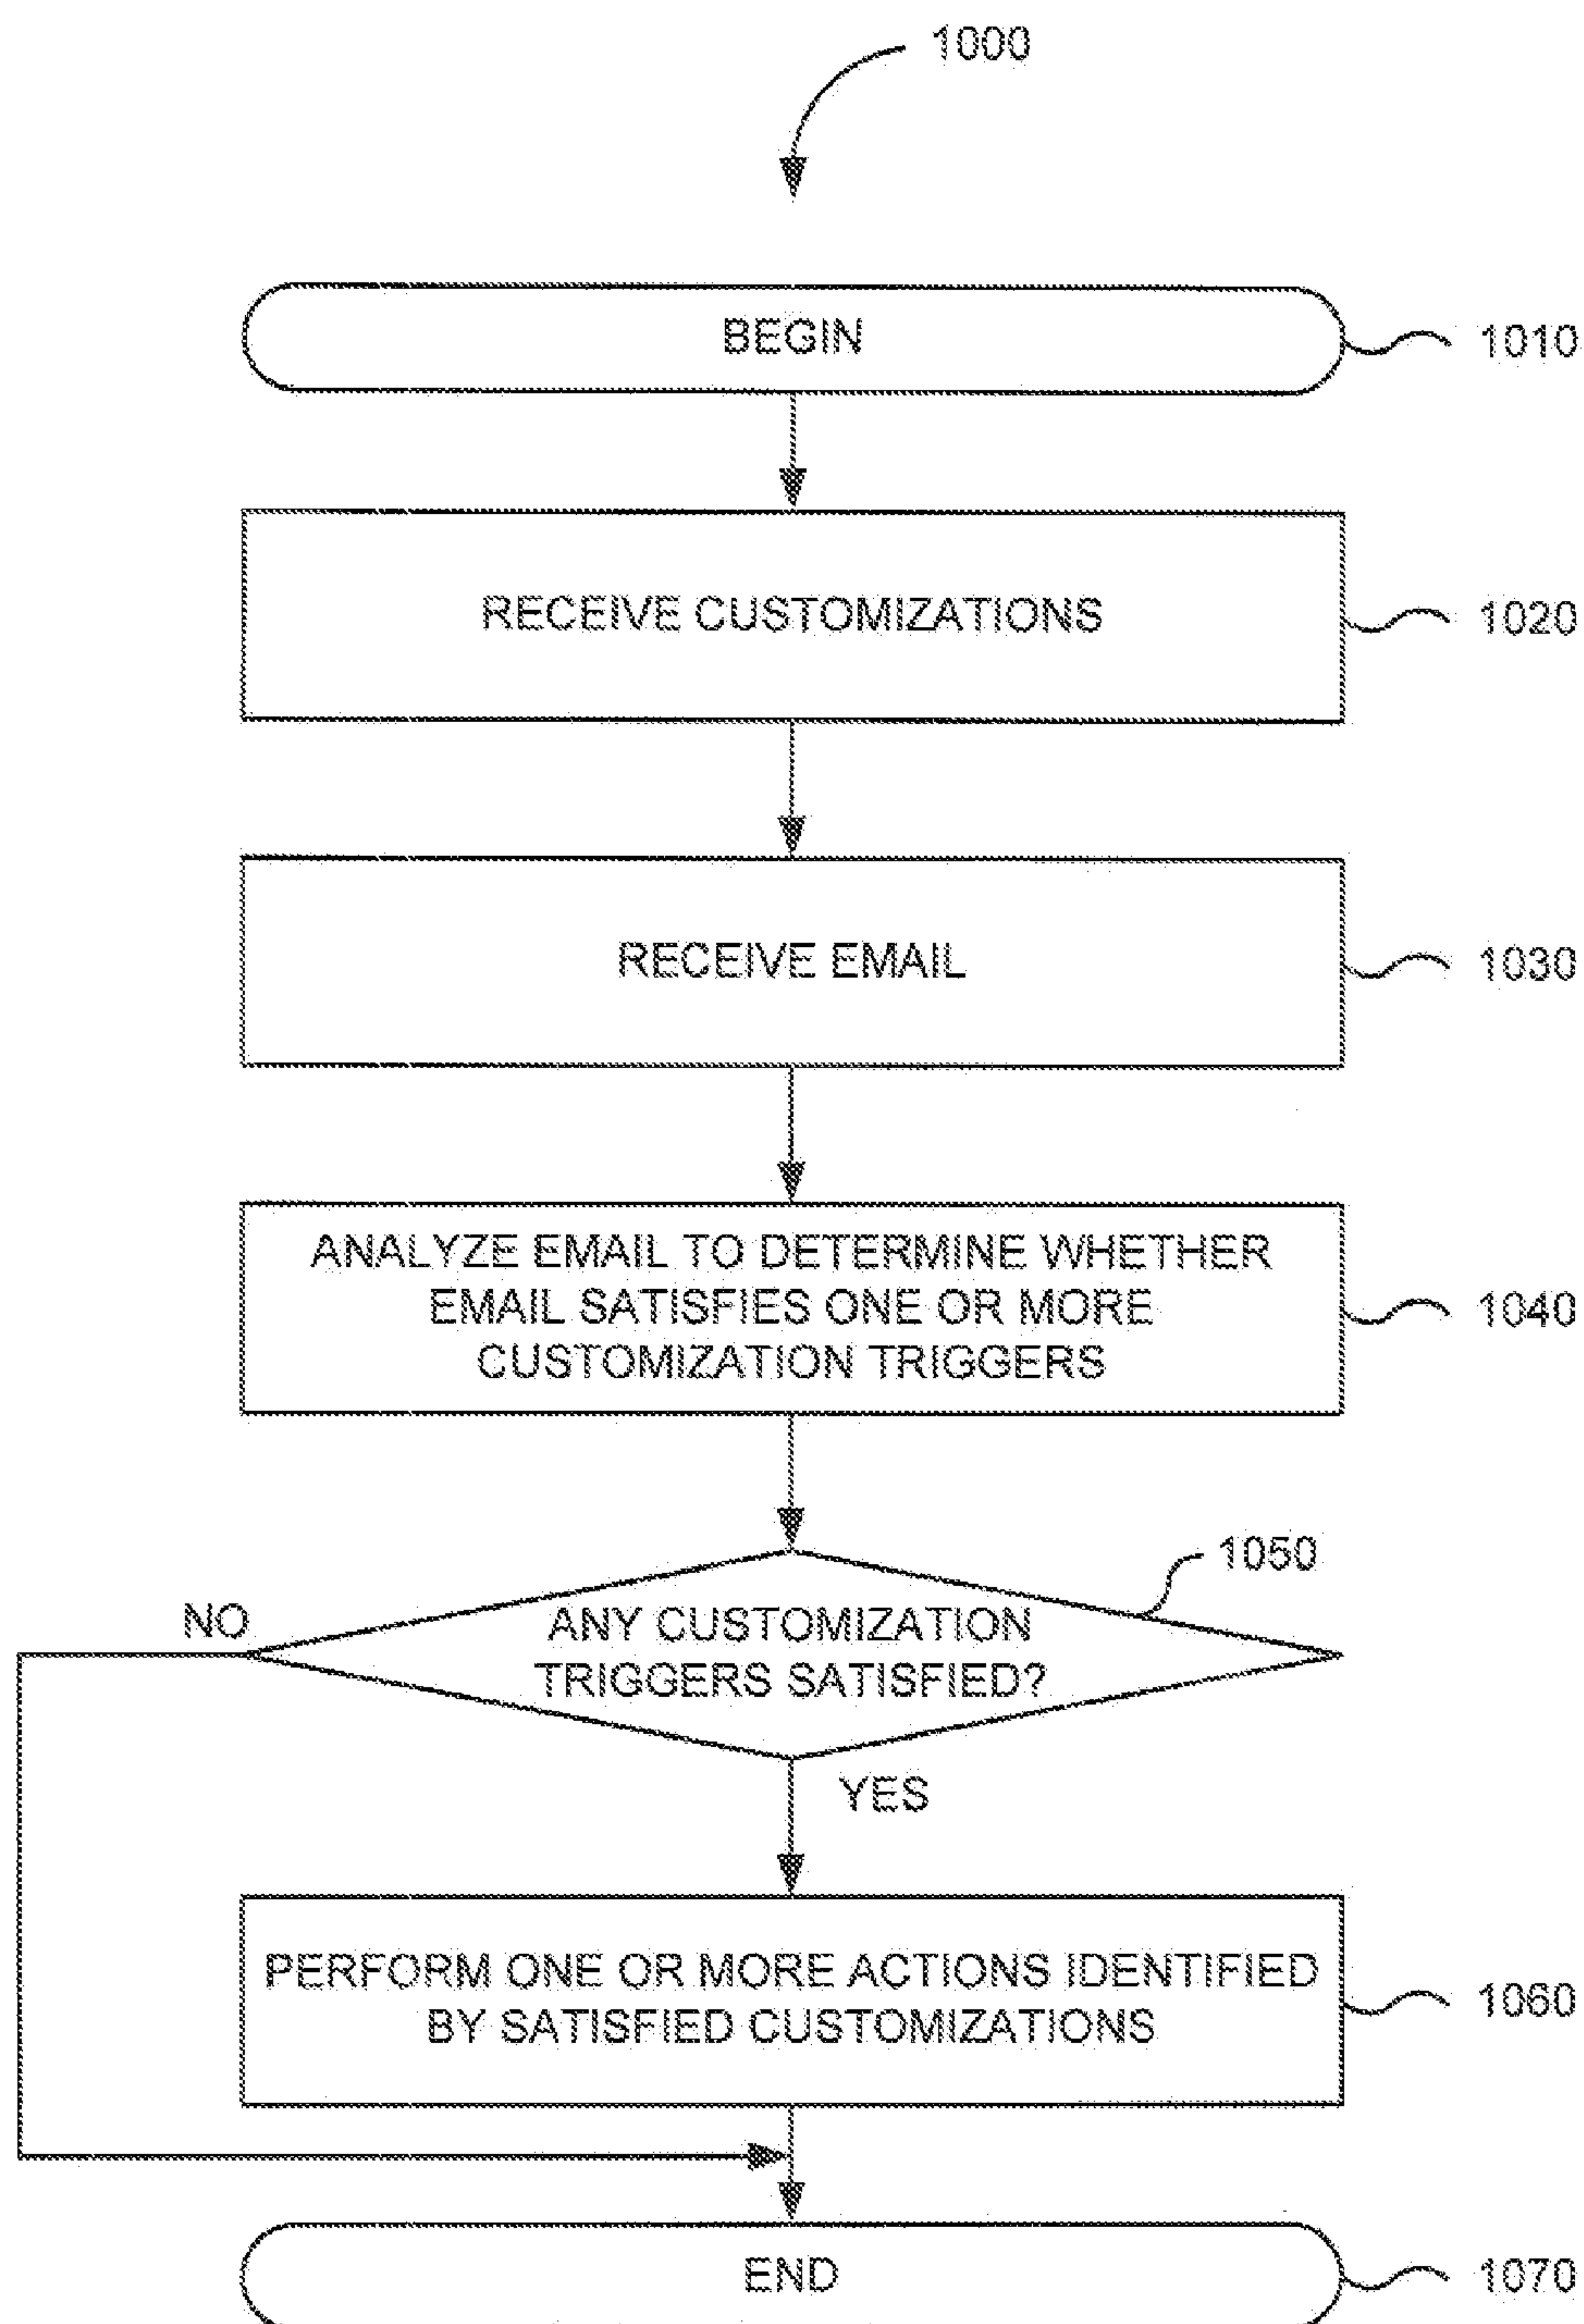 1000
BEGIN
1010
RECEIVE CUSTOMIZATIONS
1020
RECEIVE EMAIL
1030
ANALYZE EMAIL TO DETERMINE WHETHER
EMAIL SATISFIES ONE OR MORE
CUSTOMIZATION TRIGGERS
1040
1050
NO
ANY CUSTOMIZATION
TRIGGERS SATISFIED?
YES
PERFORM ONE OR MORE ACTIONS IDENTIFIED
BY SATISFIED CUSTOMIZATIONS
1060
END
1070